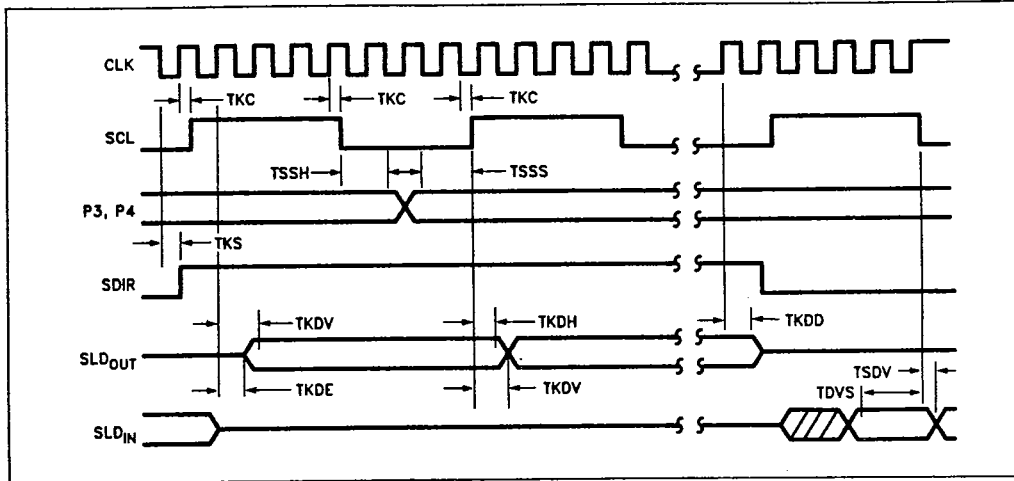 CLK
TKC TKC TKC
SCL
TSSH TSSS
P3, P4
TKS
SDIR
TKDV TKDH TKDD
SLDOUT
TSDV
TKDE TKDV TDVS
SLDIN